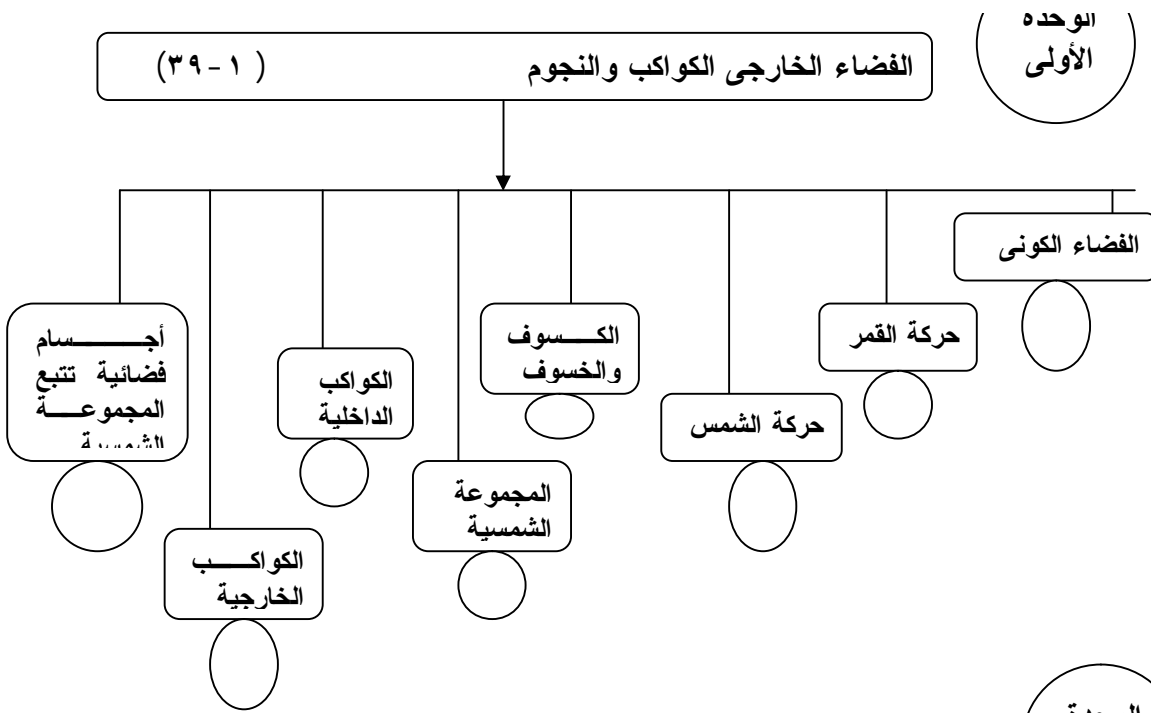 الوحدة
الأولى
الفضاء الخارجى الكواكب والنجوم (١-٣٩)
الفضاء الكونى
حركة القمر
حركة الشمس
الكسوف
والخسوف
المجموعة
الشمسية
الكواكب
الداخلية
الكواكب
الخارجية
أجسام
فضائية تتبع
المجموعة
الشمسية